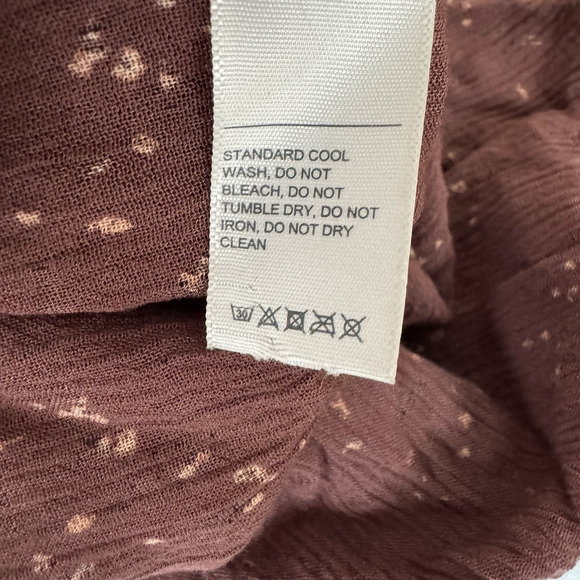 STANDARD COOL
WASH, DO NOT
BLEACH, DO NOT
TUMBLE DRY, DO NOT
IRON, DO NOT DRY
CLEAN
30